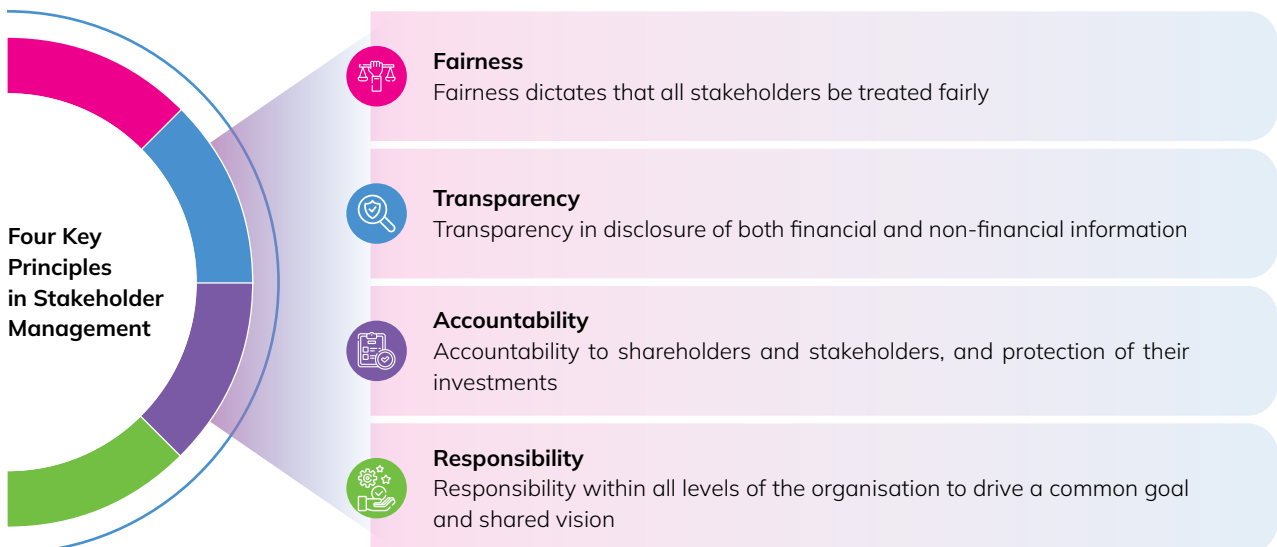 Four Key
Principles
in Stakeholder
Management
Fairness
Fairness dictates that all stakeholders be treated fairly
Transparency
Transparency in disclosure of both financial and non-financial information
Accountability
Accountability to shareholders and stakeholders, and protection of their
investments
Responsibility
Responsibility within all levels of the organisation to drive a common goal
and shared vision